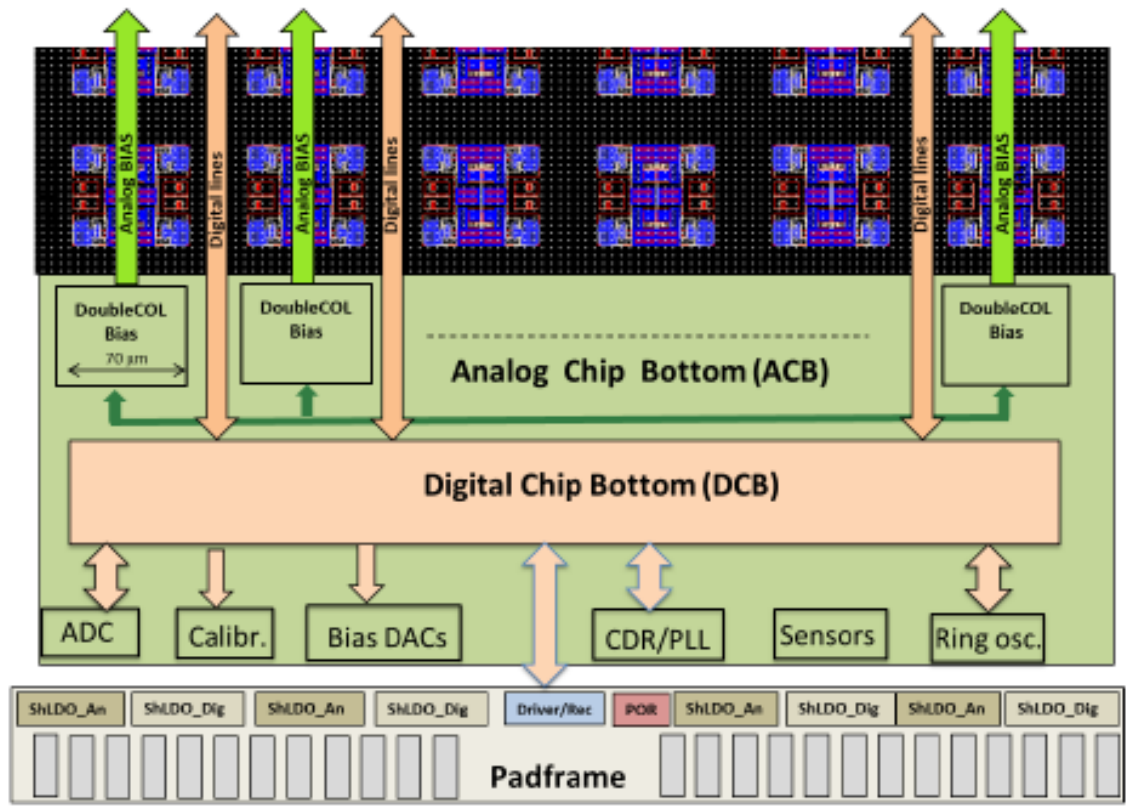 Analog BIAS
Digital lines
Analog BIAS
Digital lines
Digital lines
Analog BIAS
DoubleCOL
Bias
70 µm
DoubleCOL
Bias
DoubleCOL
Bias
Analog Chip Bottom (ACB)
Digital Chip Bottom (DCB)
ADC
Calibr.
Bias DACs
CDR/PLL
Sensors
Ring osc.
ShLDO_An
ShLDO_Dig
ShLDO_An
ShLDO_Dig
Driver/Rec
POR
ShLDO_An
ShLDO_Dig
ShLDO_An
ShLDO_Dig
Padframe